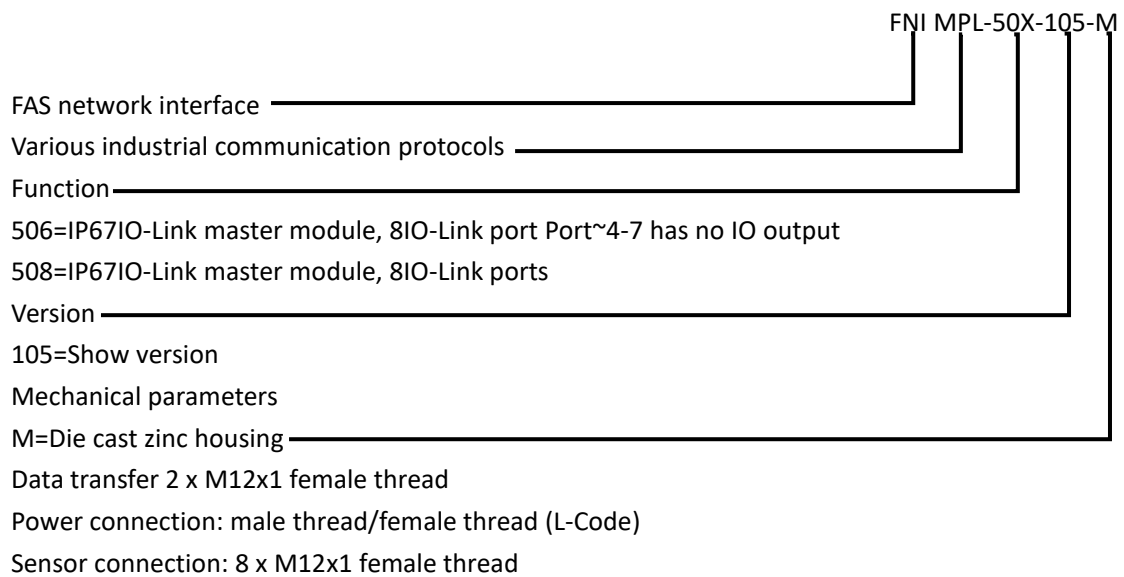 FNI MPL-50X-105-M
FAS network interface
Various industrial communication protocols
Function
506=IP67IO-Link master module, 8IO-Link port Port~4-7 has no IO output
508=IP67IO-Link master module, 8IO-Link ports
Version
105=Show version
Mechanical parameters
M=Die cast zinc housing
Data transfer 2 x M12x1 female thread
Power connection: male thread/female thread (L-Code)
Sensor connection: 8 x M12x1 female thread